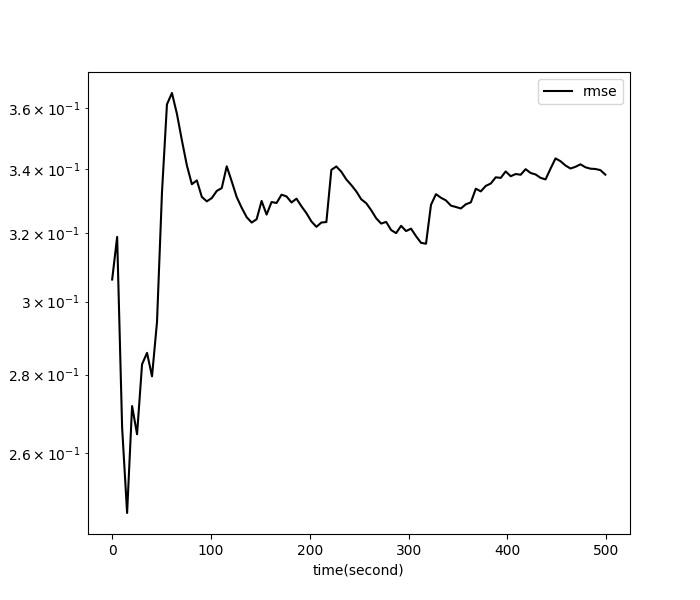 rmse
3.6 × 10⁻¹
3.4 × 10⁻¹
3.2 × 10⁻¹
3 × 10⁻¹
2.8 × 10⁻¹
2.6 × 10⁻¹
0 100 200 300 400 500
time(second)